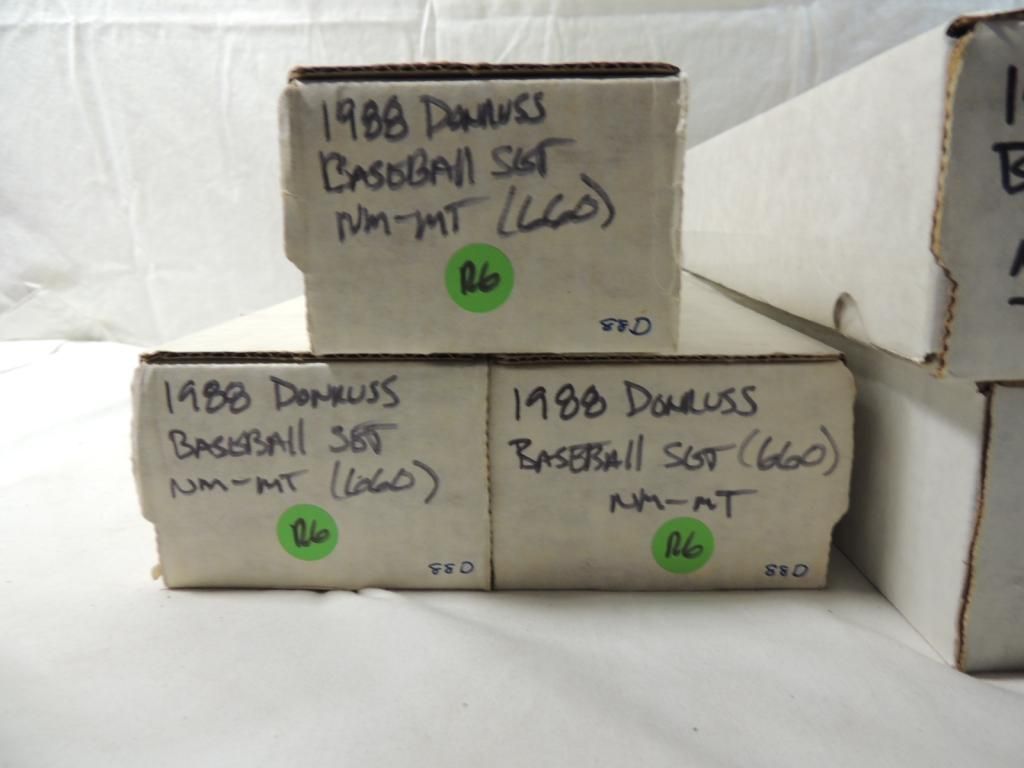 1988 DONRUSS
BASEBALL SET
NM-MT (660)
R6
88D
1988 DONRUSS
BASEBALL SET
NM-MT (660)
R6
88D
1988 DONRUSS
BASEBALL SET (660)
NM-MT
R6
88D
1
B